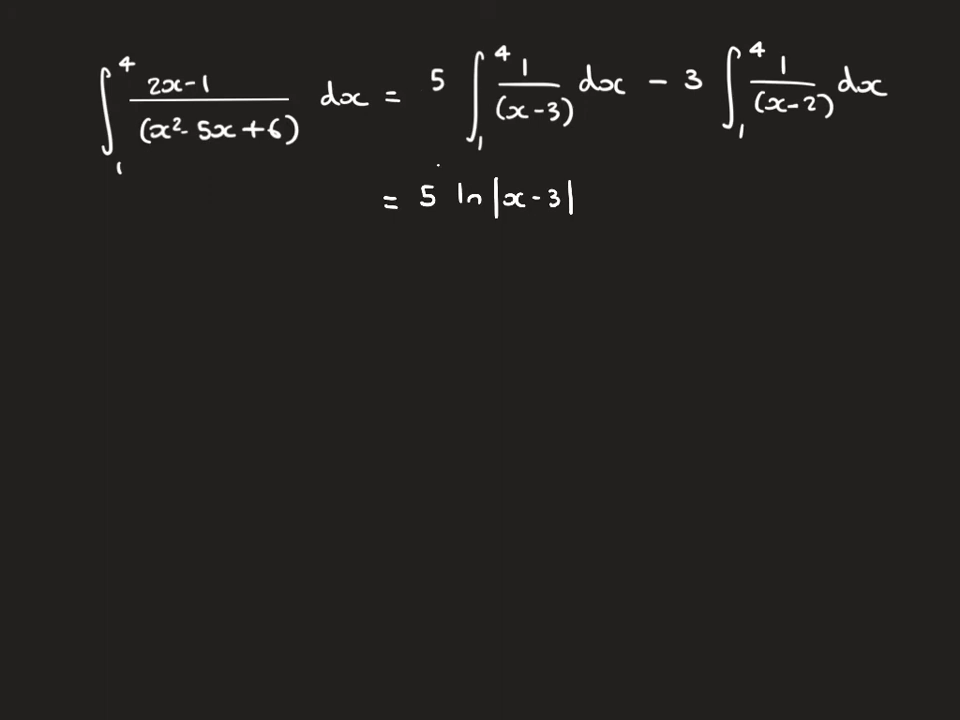 ∫₁⁴ (2x-1)/(x²-5x+6) dx = 5 ∫₁⁴ 1/(x-3) dx - 3 ∫₁⁴ 1/(x-2) dx
= 5 ln|x-3|